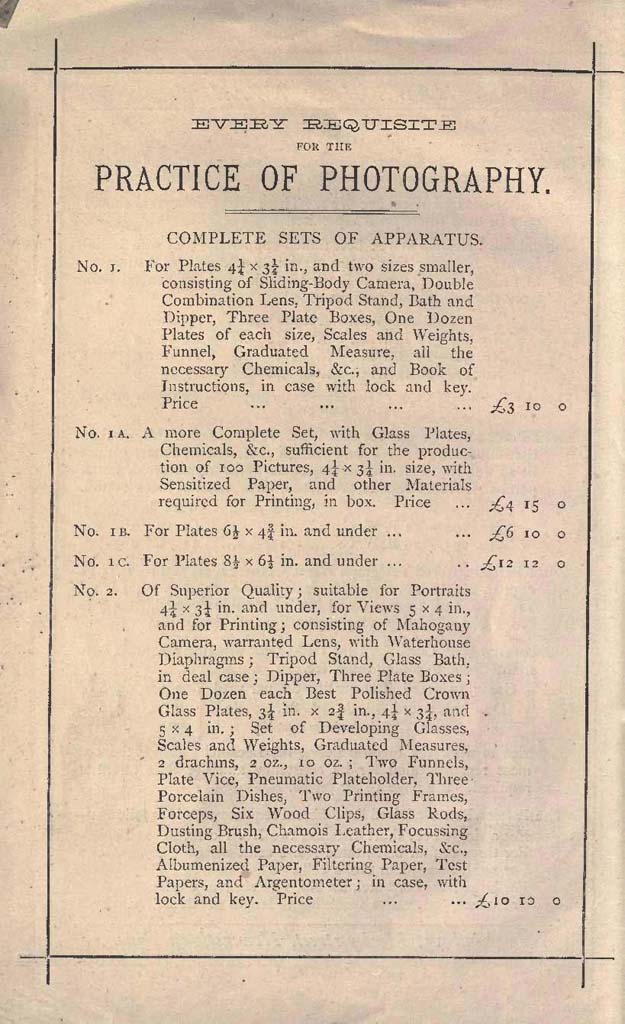 EVERY REQUISITE
FOR THE
PRACTICE OF PHOTOGRAPHY.
COMPLETE SETS OF APPARATUS.
No. 1. For Plates 4¼ × 3¼ in., and two sizes smaller,
consisting of Sliding-Body Camera, Double
Combination Lens, Tripod Stand, Bath and
Dipper, Three Plate Boxes, One Dozen
Plates of each size, Scales and Weights,
Funnel, Graduated Measure, all the
necessary Chemicals, &c., and Book of
Instructions, in case with lock and key.
Price ... ... ... ... £3 10 0
No. 1A. A more Complete Set, with Glass Plates,
Chemicals, &c., sufficient for the produc-
tion of 100 Pictures, 4¼ × 3¼ in. size, with
Sensitized Paper, and other Materials
required for Printing, in box. Price ... £4 15 0
No. 1B. For Plates 6½ × 4¾ in. and under ... ... £6 10 0
No. 1C. For Plates 8½ × 6½ in. and under ... .. £12 12 0
No. 2. Of Superior Quality; suitable for Portraits
4¼ × 3¼ in. and under, for Views 5 × 4 in.,
and for Printing; consisting of Mahogany
Camera, warranted Lens, with Waterhouse
Diaphragms; Tripod Stand, Glass Bath,
in deal case; Dipper, Three Plate Boxes;
One Dozen each Best Polished Crown
Glass Plates, 3¼ in. × 2¾ in., 4¼ × 3¼, and
5 × 4 in.; Set of Developing Glasses,
Scales and Weights, Graduated Measures,
2 drachms, 2 oz., 10 oz.; Two Funnels,
Plate Vice, Pneumatic Plateholder, Three
Porcelain Dishes, Two Printing Frames,
Forceps, Six Wood Clips, Glass Rods,
Dusting Brush, Chamois Leather, Focussing
Cloth, all the necessary Chemicals, &c.,
Albumenized Paper, Filtering Paper, Test
Papers, and Argentometer; in case, with
lock and key. Price ... ... £10 10 0